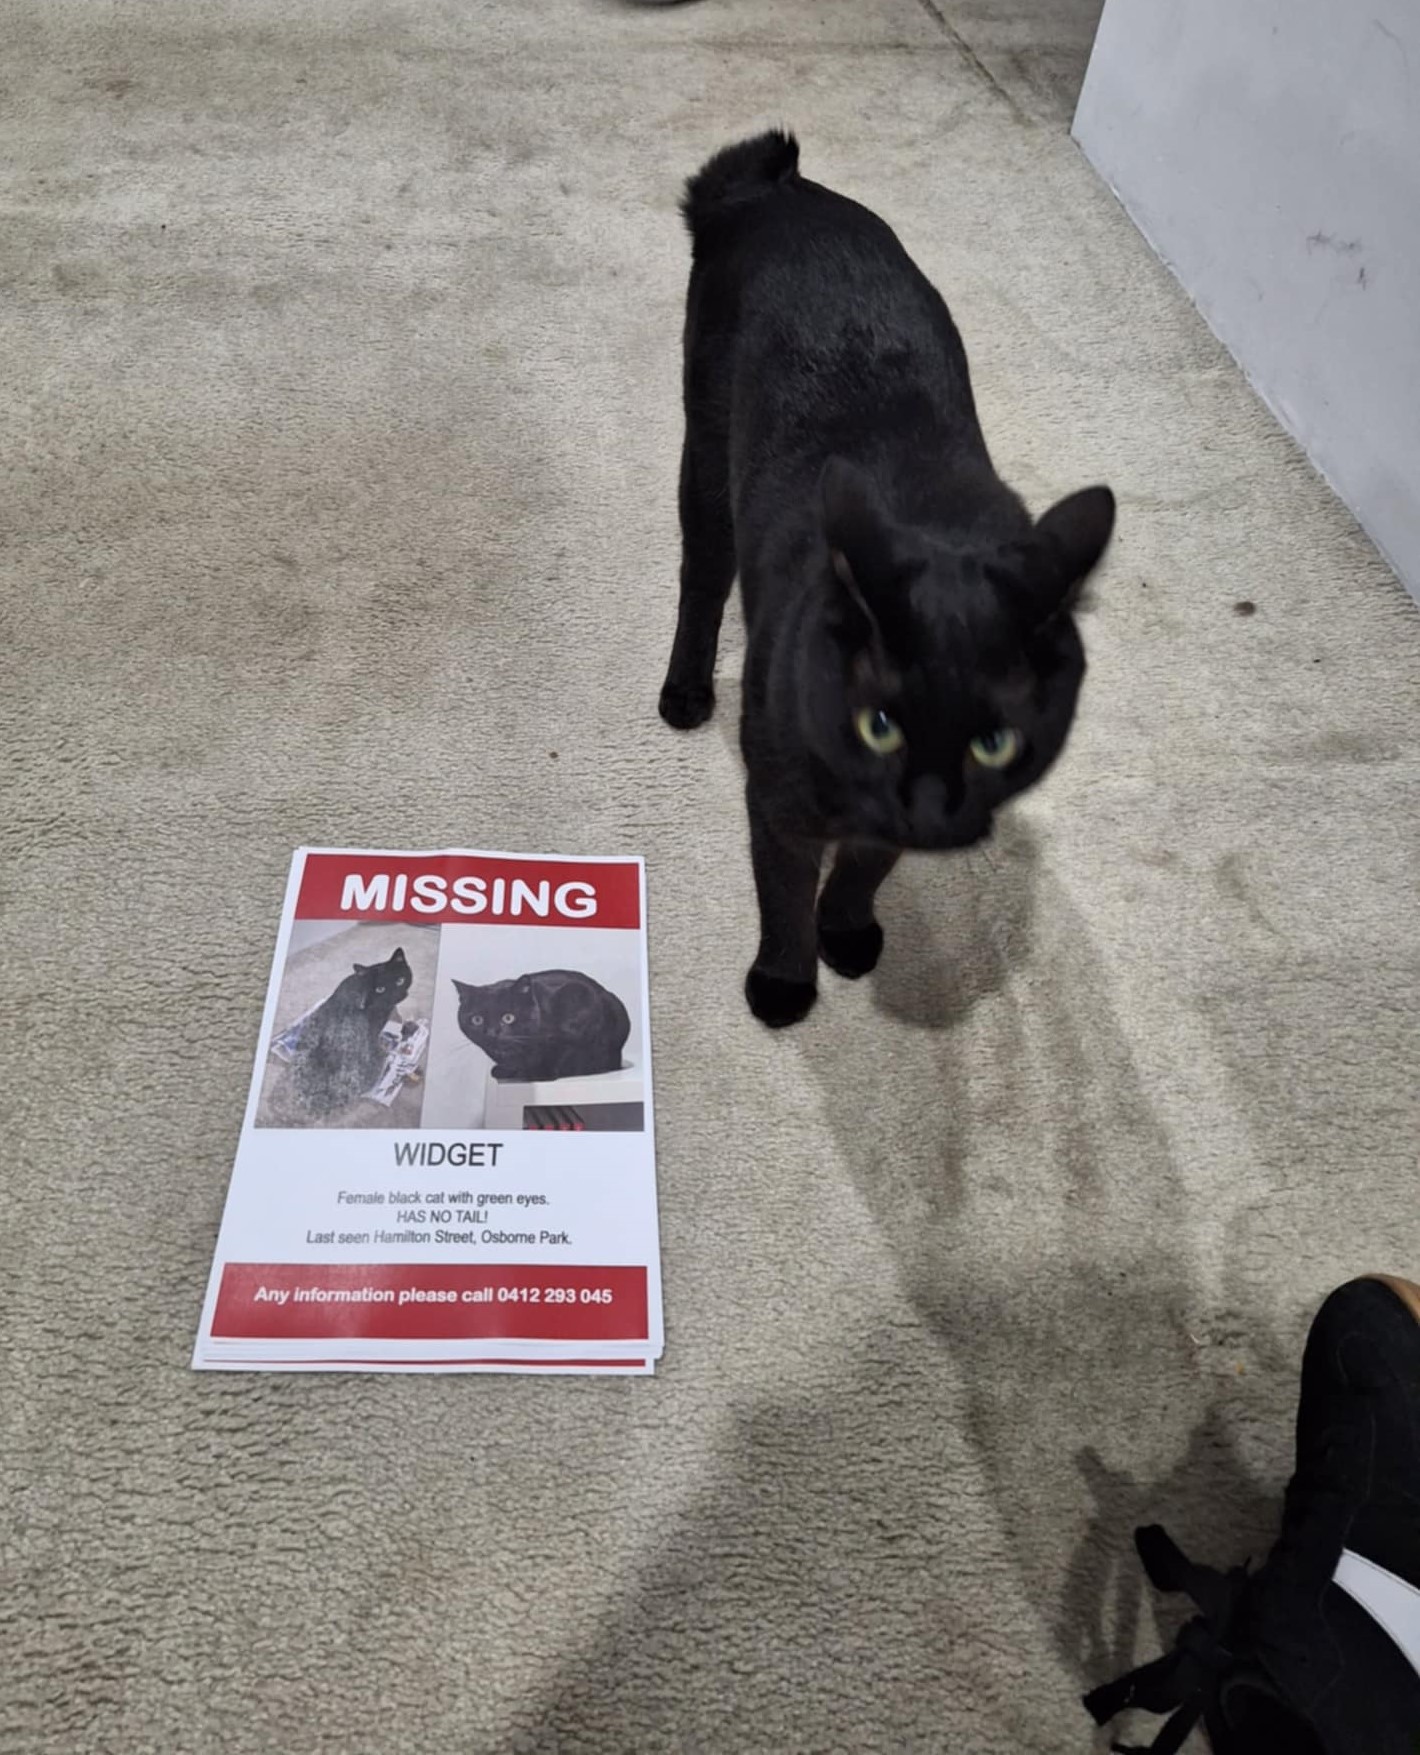 MISSING
WIDGET
Female black cat with green eyes.
HAS NO TAIL!
Last seen Hamilton Street, Osborne Park.
Any information please call 0412 293 045